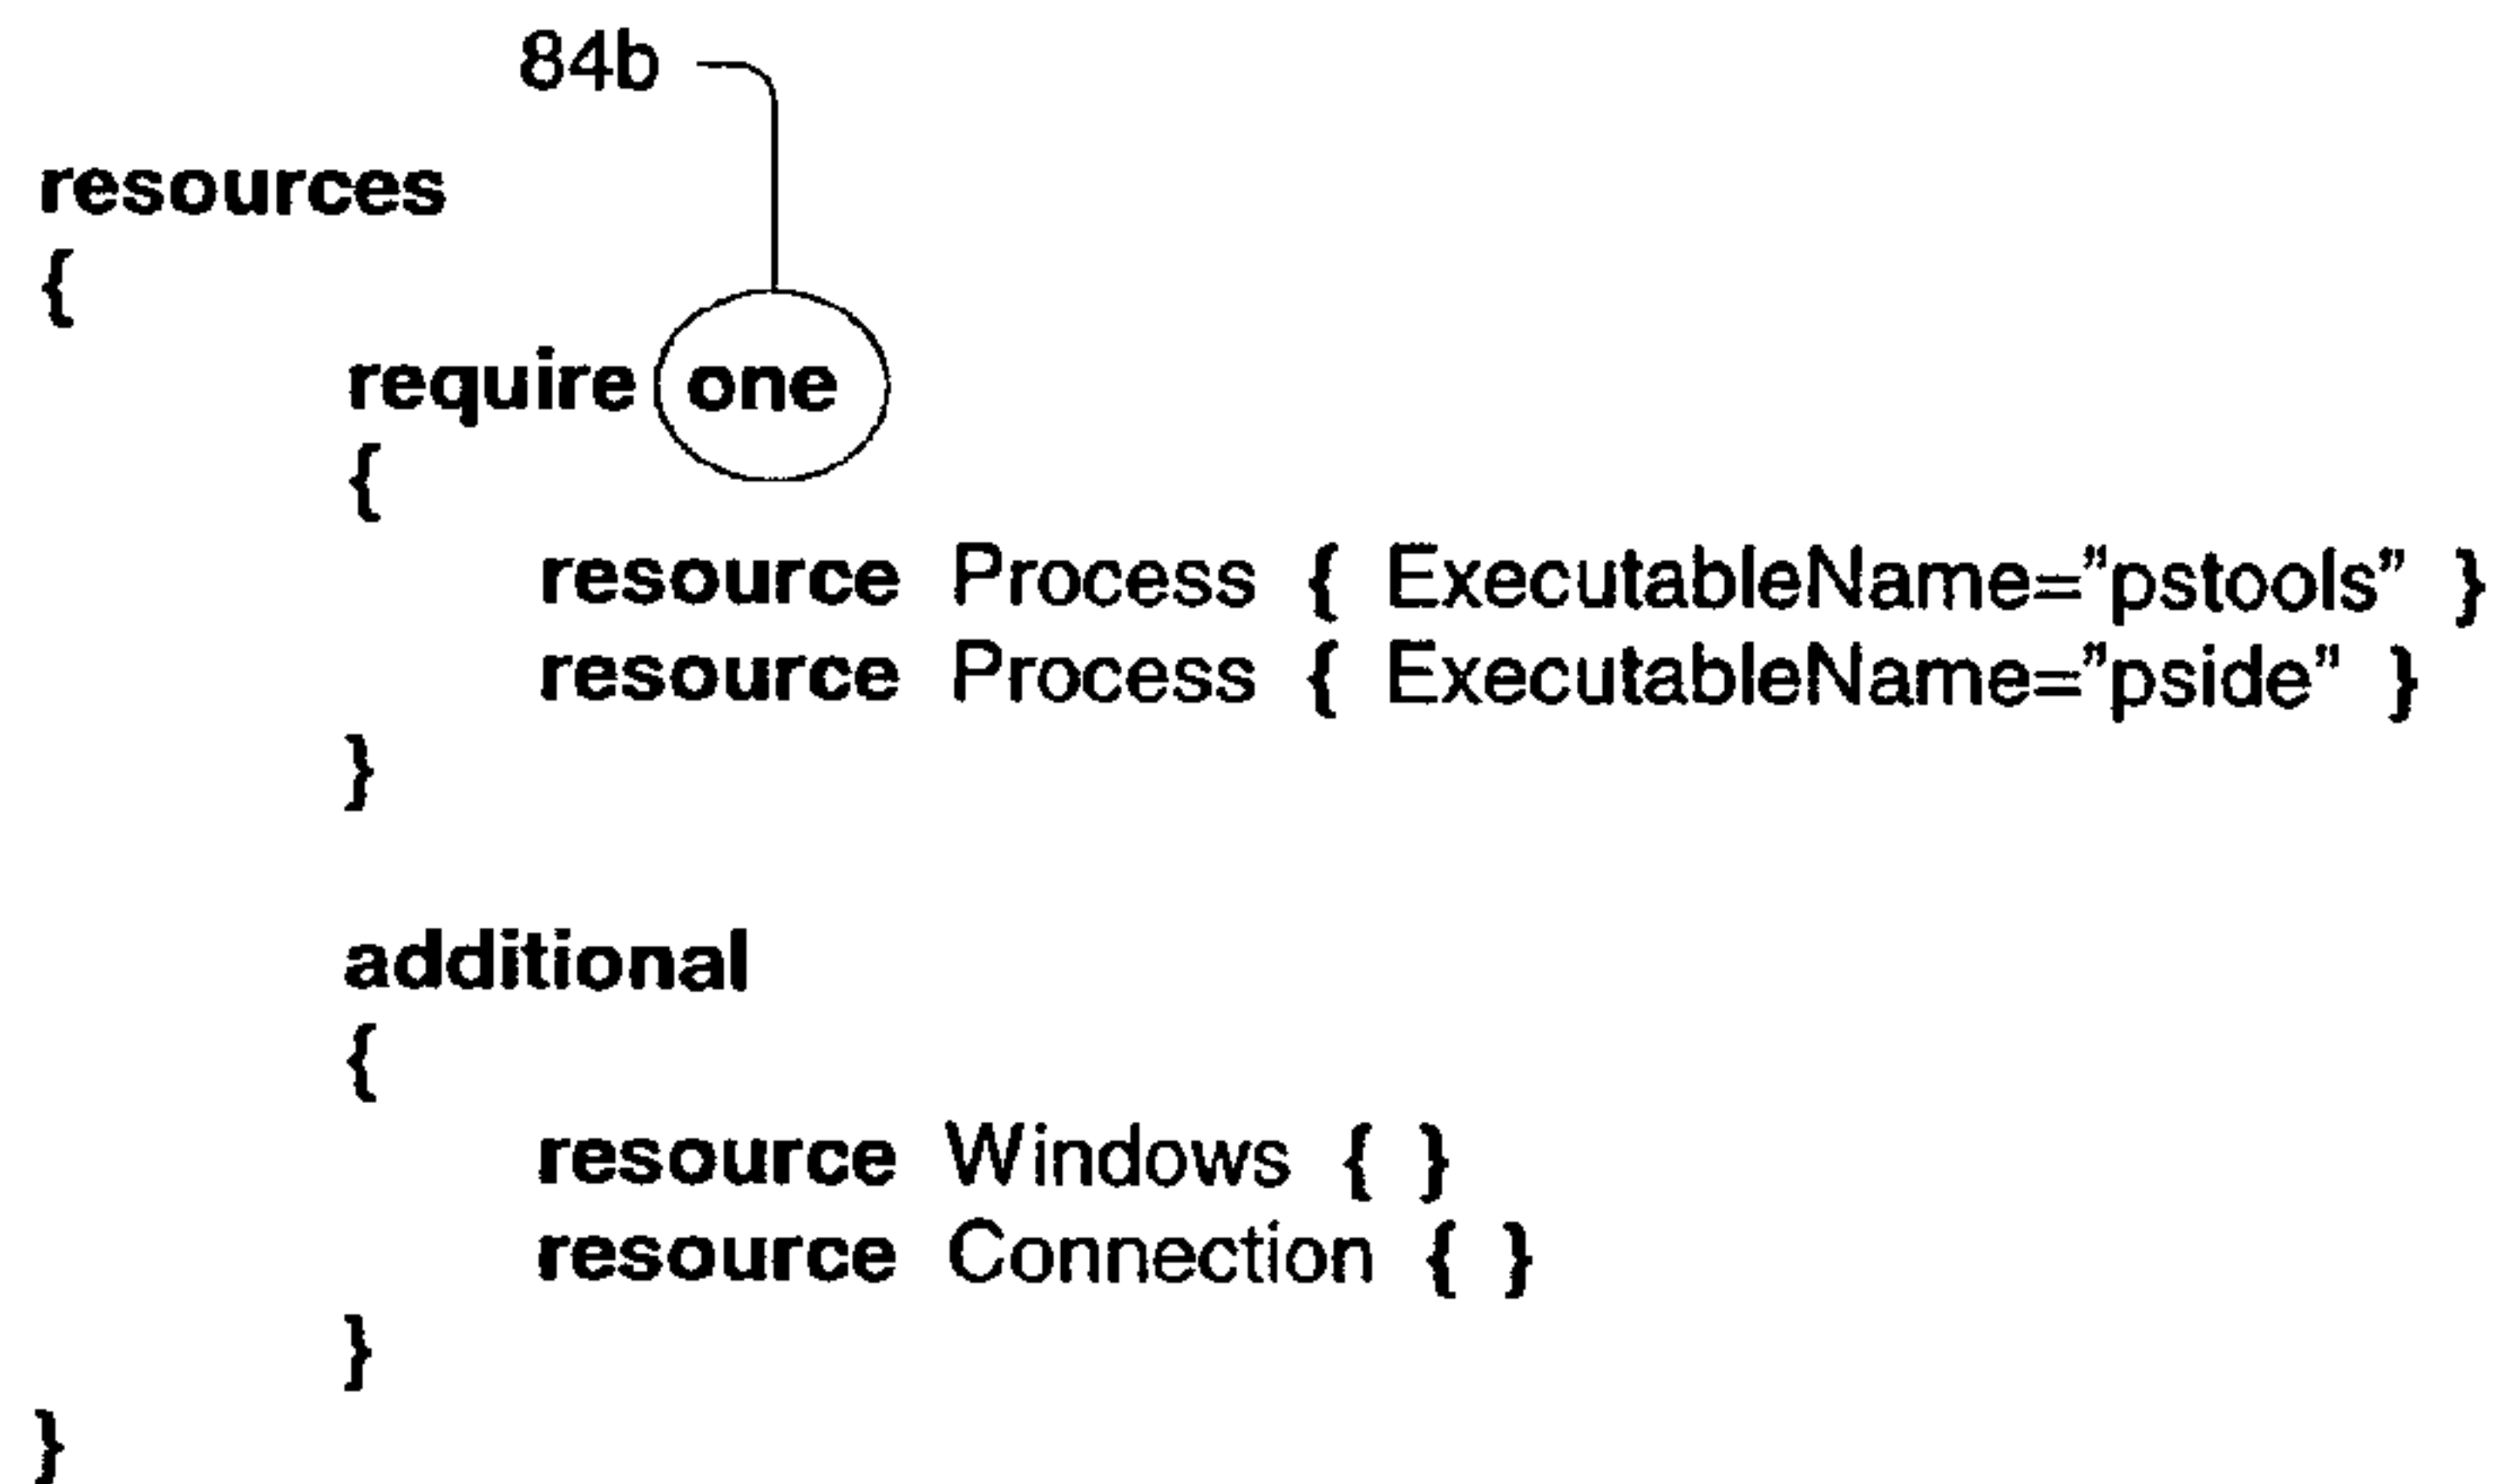 84b
resources
{
require one
{
resource Process { ExecutableName=”pstools” }
resource Process { ExecutableName=”pside” }
}
additional
{
resource Windows { }
resource Connection { }
}
}